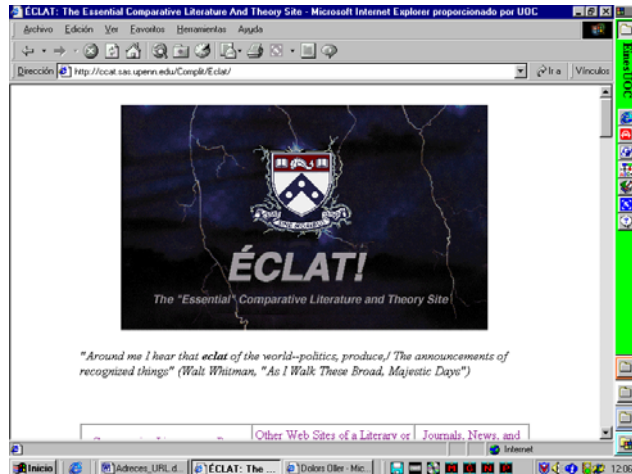 ÉCLAT: The Essential Comparative Literature And Theory Site - Microsoft Internet Explorer proporcionado por UOC
Archivo Edición Ver Favoritos Herramientas Ayuda
Dirección http://ccat.sas.upenn.edu/Complit/Eclat/ Ir a Vínculos
Eines UOC
ÉCLAT!
The "Essential" Comparative Literature and Theory Site
"Around me I hear that eclat of the world--politics, produce,/ The announcements of
recognized things" (Walt Whitman, "As I Walk These Broad, Majestic Days")
Other Web Sites of a Literary or Journals, News, and
Internet
Inicio Adreces_URL d... ÉCLAT: The ... Dolors Oller - Mic...